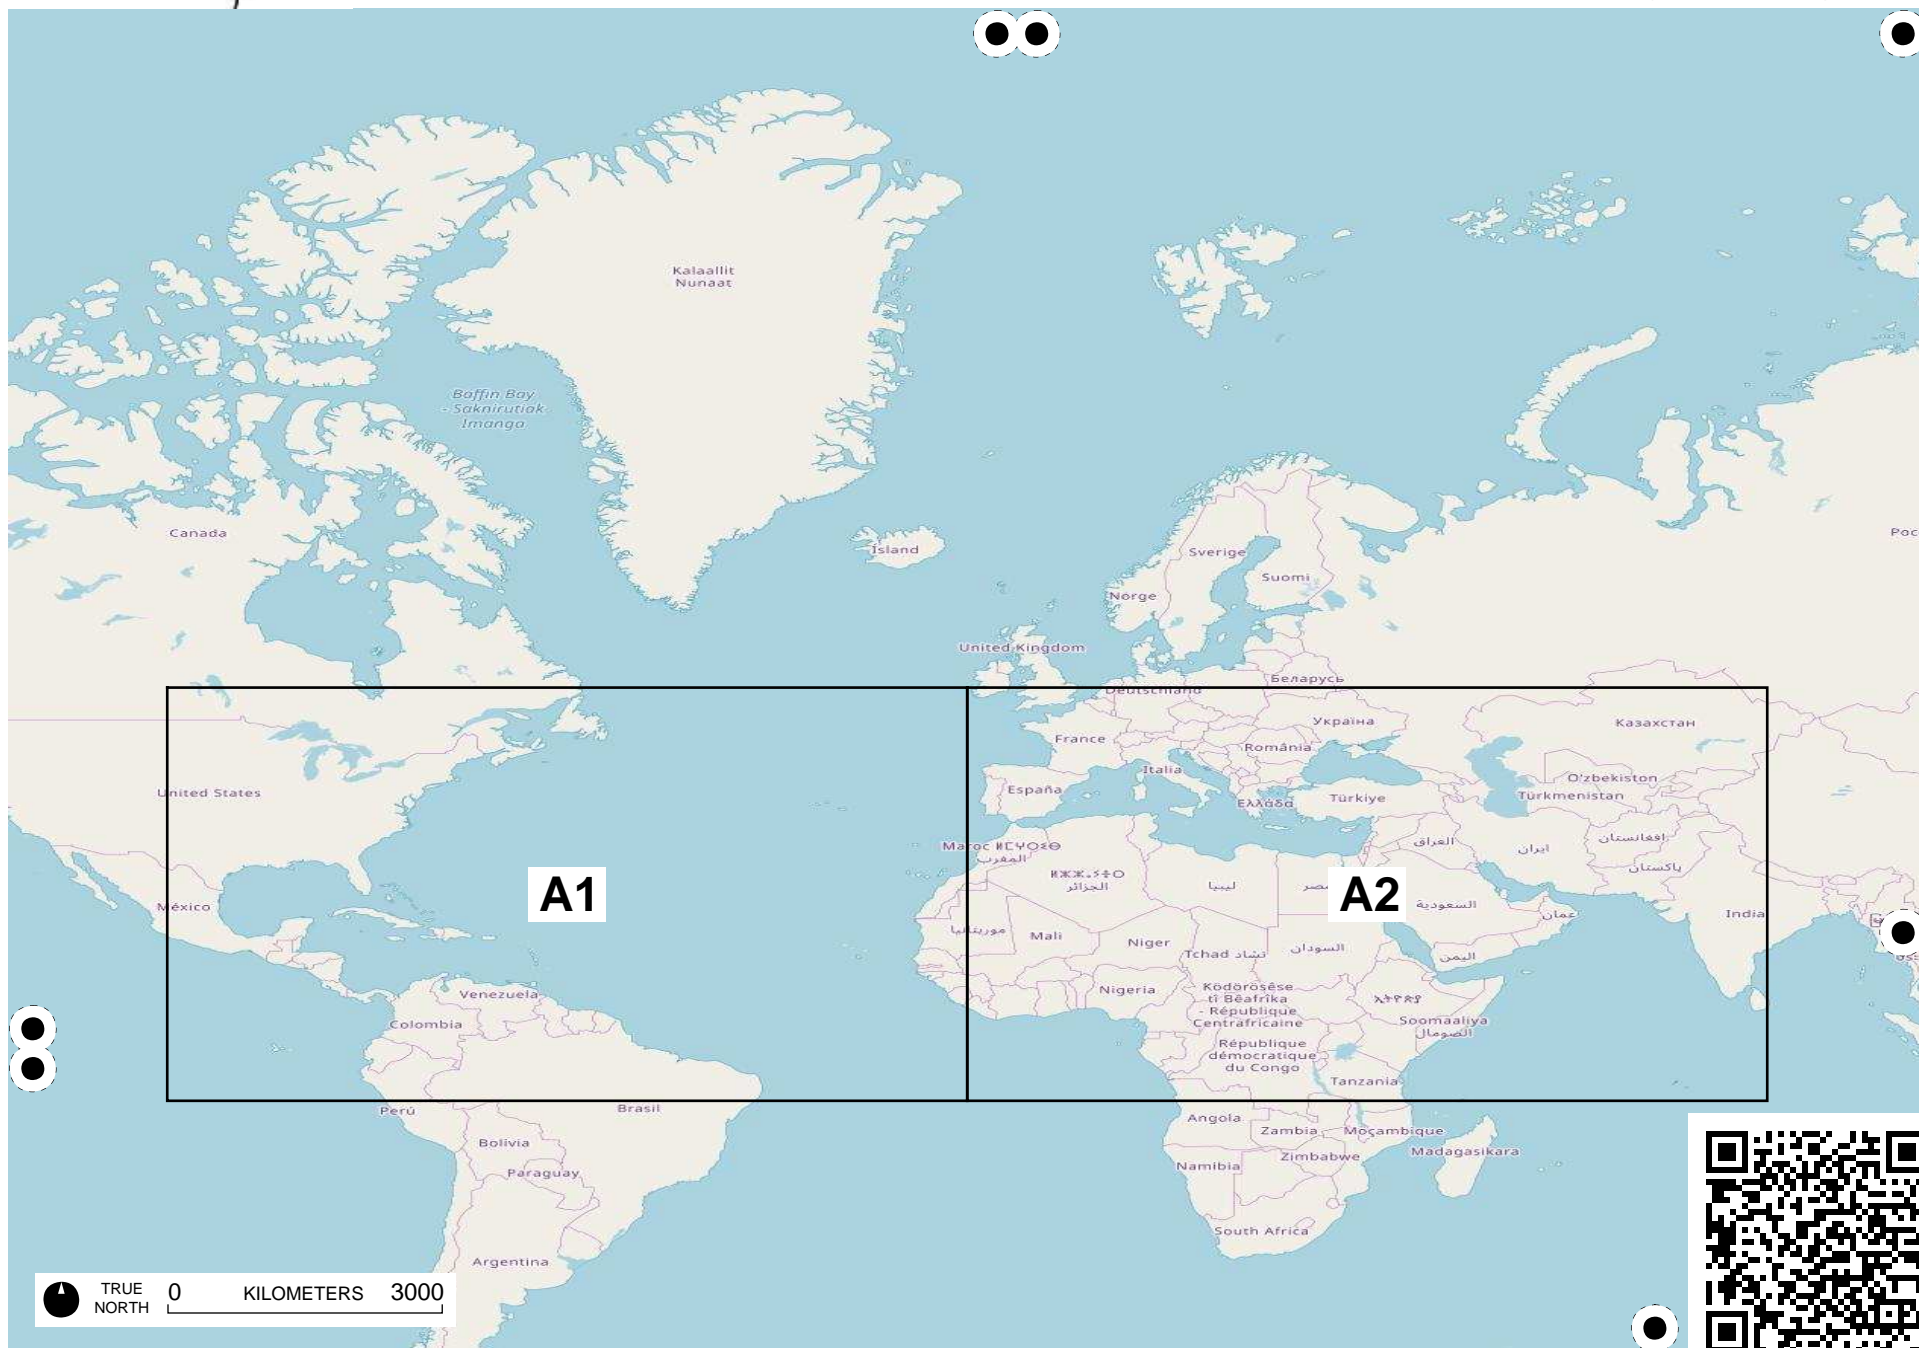 Kalaallit
Nunaat
Baffin Bay
- Saknirutiak
Imanga
Canada
Ísland
Sverige
Suomi
Norge
United Kingdom
Беларусь
Deutschland
Україна
Казахстан
France
România
Italia
O'zbekiston
España
Türkmenistan
Ελλάδα
Türkiye
United States
افغانستان
العراق
ایران
Maroc ⵍⵎⵖⵔⵉⴱ
المغرب
پاکستان
الجزائر
ليبيا
A1
A2
السعودية
México
عمان
India
موريتانيا
Mali
Niger
السودان
Tchad تشاد
اليمن
Venezuela
Nigeria
Ködörösêse
tî Bêafrîka
- République
Centrafricaine
Colombia
Soomaaliya
الصومال
République
démocratique
du Congo
Tanzania
Perú
Brasil
Angola
Zambia
Moçambique
Bolivia
Paraguay
Zimbabwe
Madagasikara
Namibia
South Africa
Argentina
TRUE
NORTH
0 KILOMETERS 3000